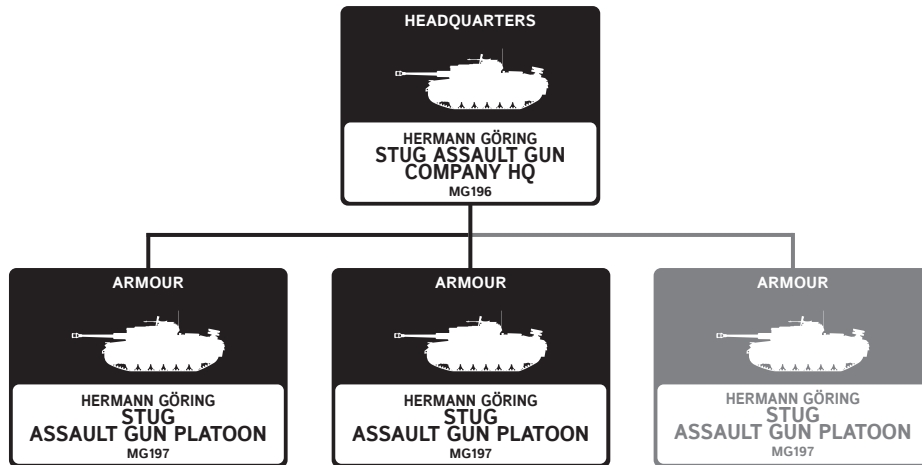 HEADQUARTERS
HERMANN GÖRING
STUG ASSAULT GUN
COMPANY HQ
MG196
ARMOUR
HERMANN GÖRING
STUG
ASSAULT GUN PLATOON
MG197
ARMOUR
HERMANN GÖRING
STUG
ASSAULT GUN PLATOON
MG197
ARMOUR
HERMANN GÖRING
STUG
ASSAULT GUN PLATOON
MG197